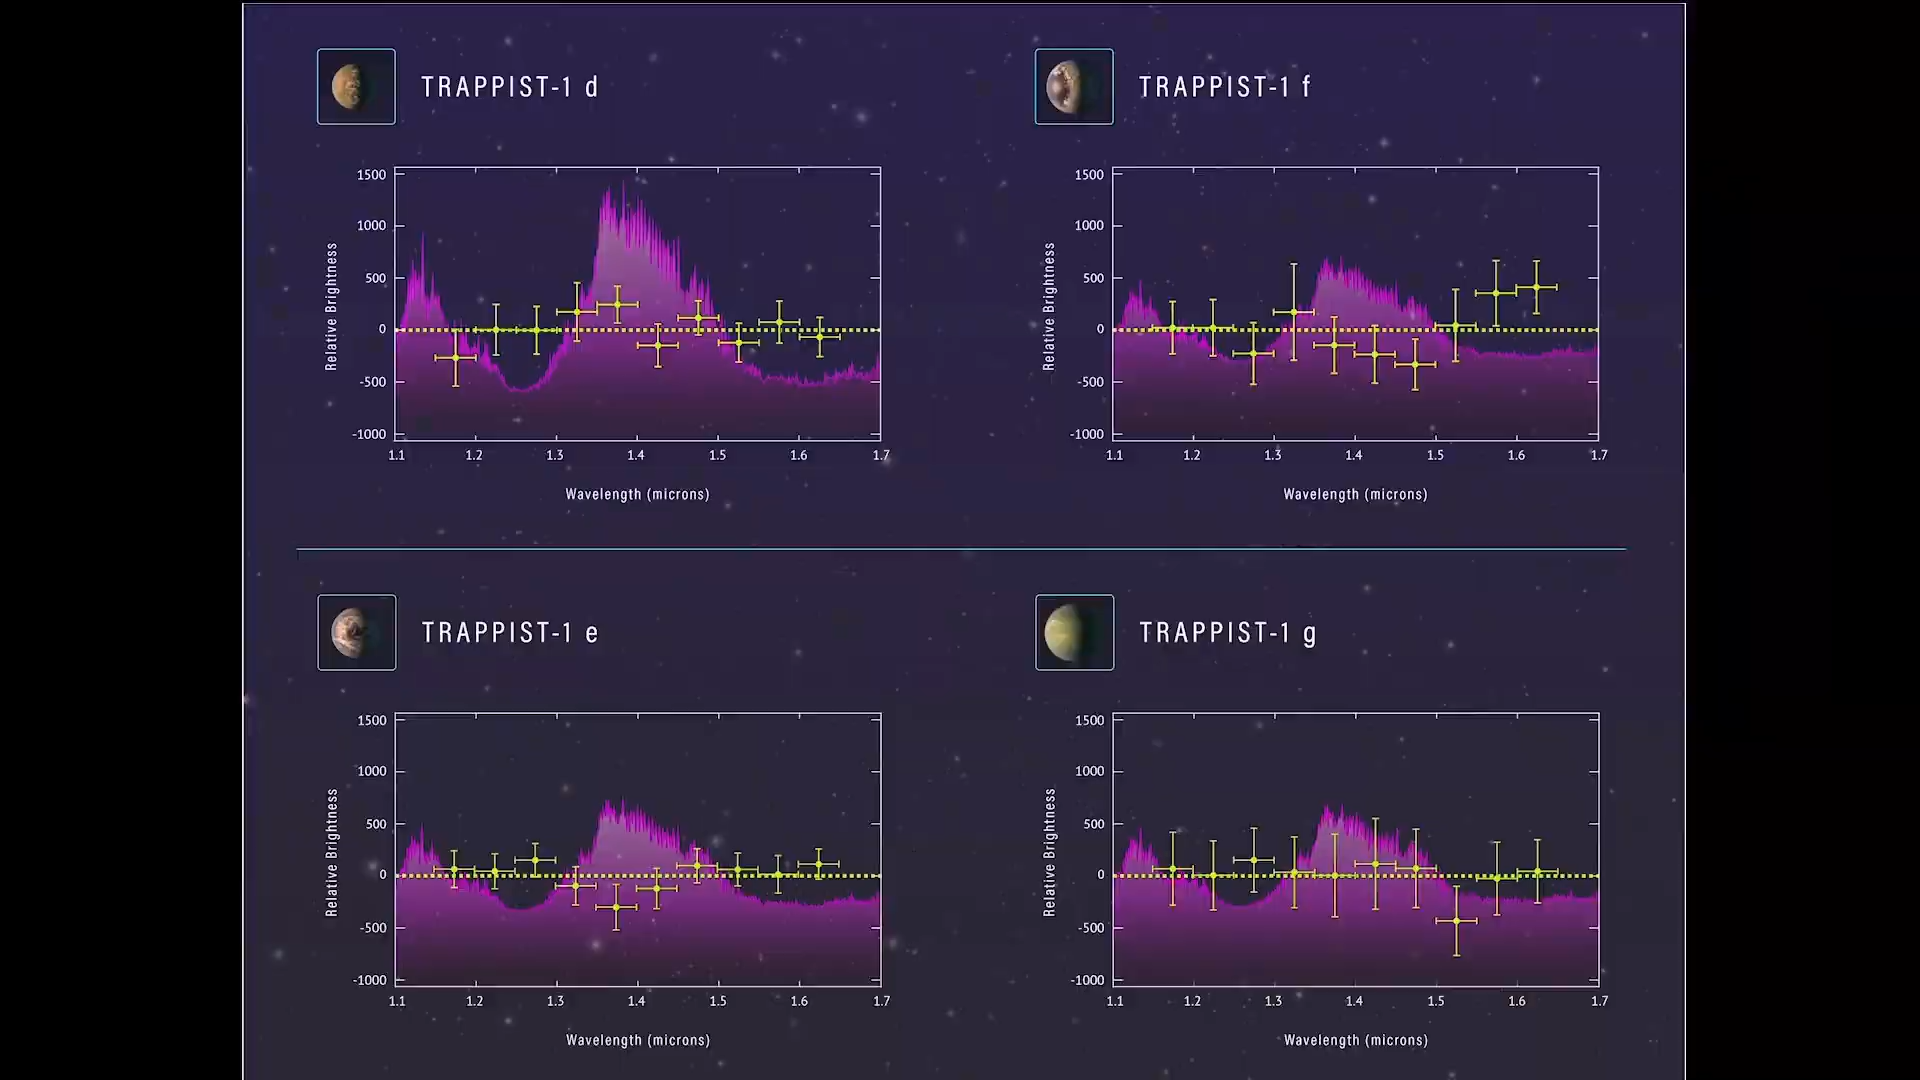 TRAPPIST-1 d
1500
1000
500
0
-500
-1000
Relative Brightness
1.1 1.2 1.3 1.4 1.5 1.6 1.7
Wavelength (microns)
TRAPPIST-1 f
1500
1000
500
0
-500
-1000
Relative Brightness
1.1 1.2 1.3 1.4 1.5 1.6 1.7
Wavelength (microns)
TRAPPIST-1 e
1500
1000
500
0
-500
-1000
Relative Brightness
1.1 1.2 1.3 1.4 1.5 1.6 1.7
Wavelength (microns)
TRAPPIST-1 g
1500
1000
500
0
-500
-1000
Relative Brightness
1.1 1.2 1.3 1.4 1.5 1.6 1.7
Wavelength (microns)